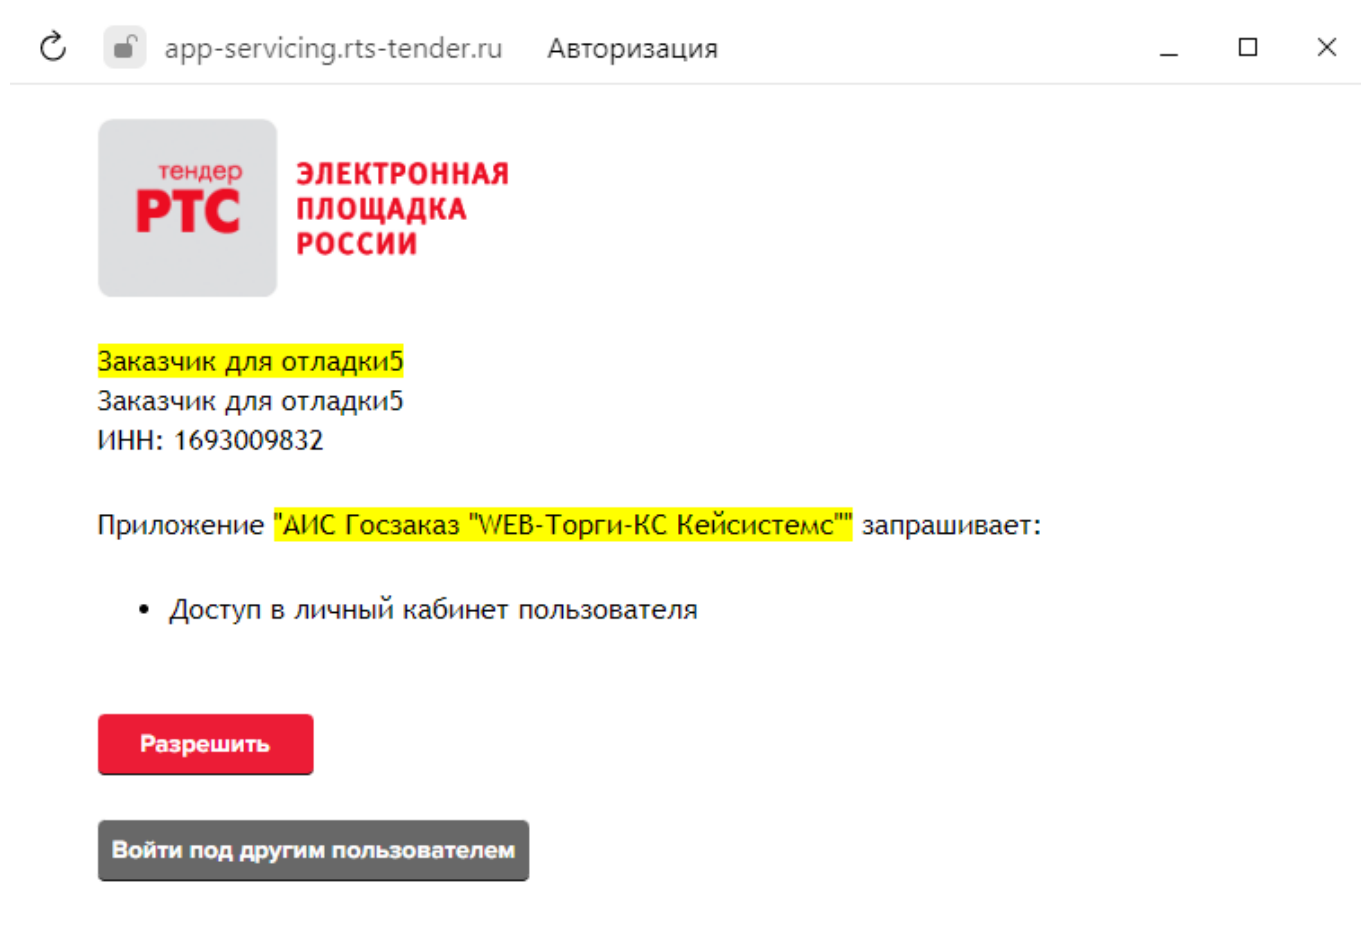 app-servicing.rts-tender.ru Авторизация
тендер
РТС
ЭЛЕКТРОННАЯ
ПЛОЩАДКА
РОССИИ
Заказчик для отладки5
Заказчик для отладки5
ИНН: 1693009832
Приложение "АИС Госзаказ "WEB-Торги-КС Кейсистемс"" запрашивает:
• Доступ в личный кабинет пользователя
Разрешить
Войти под другим пользователем